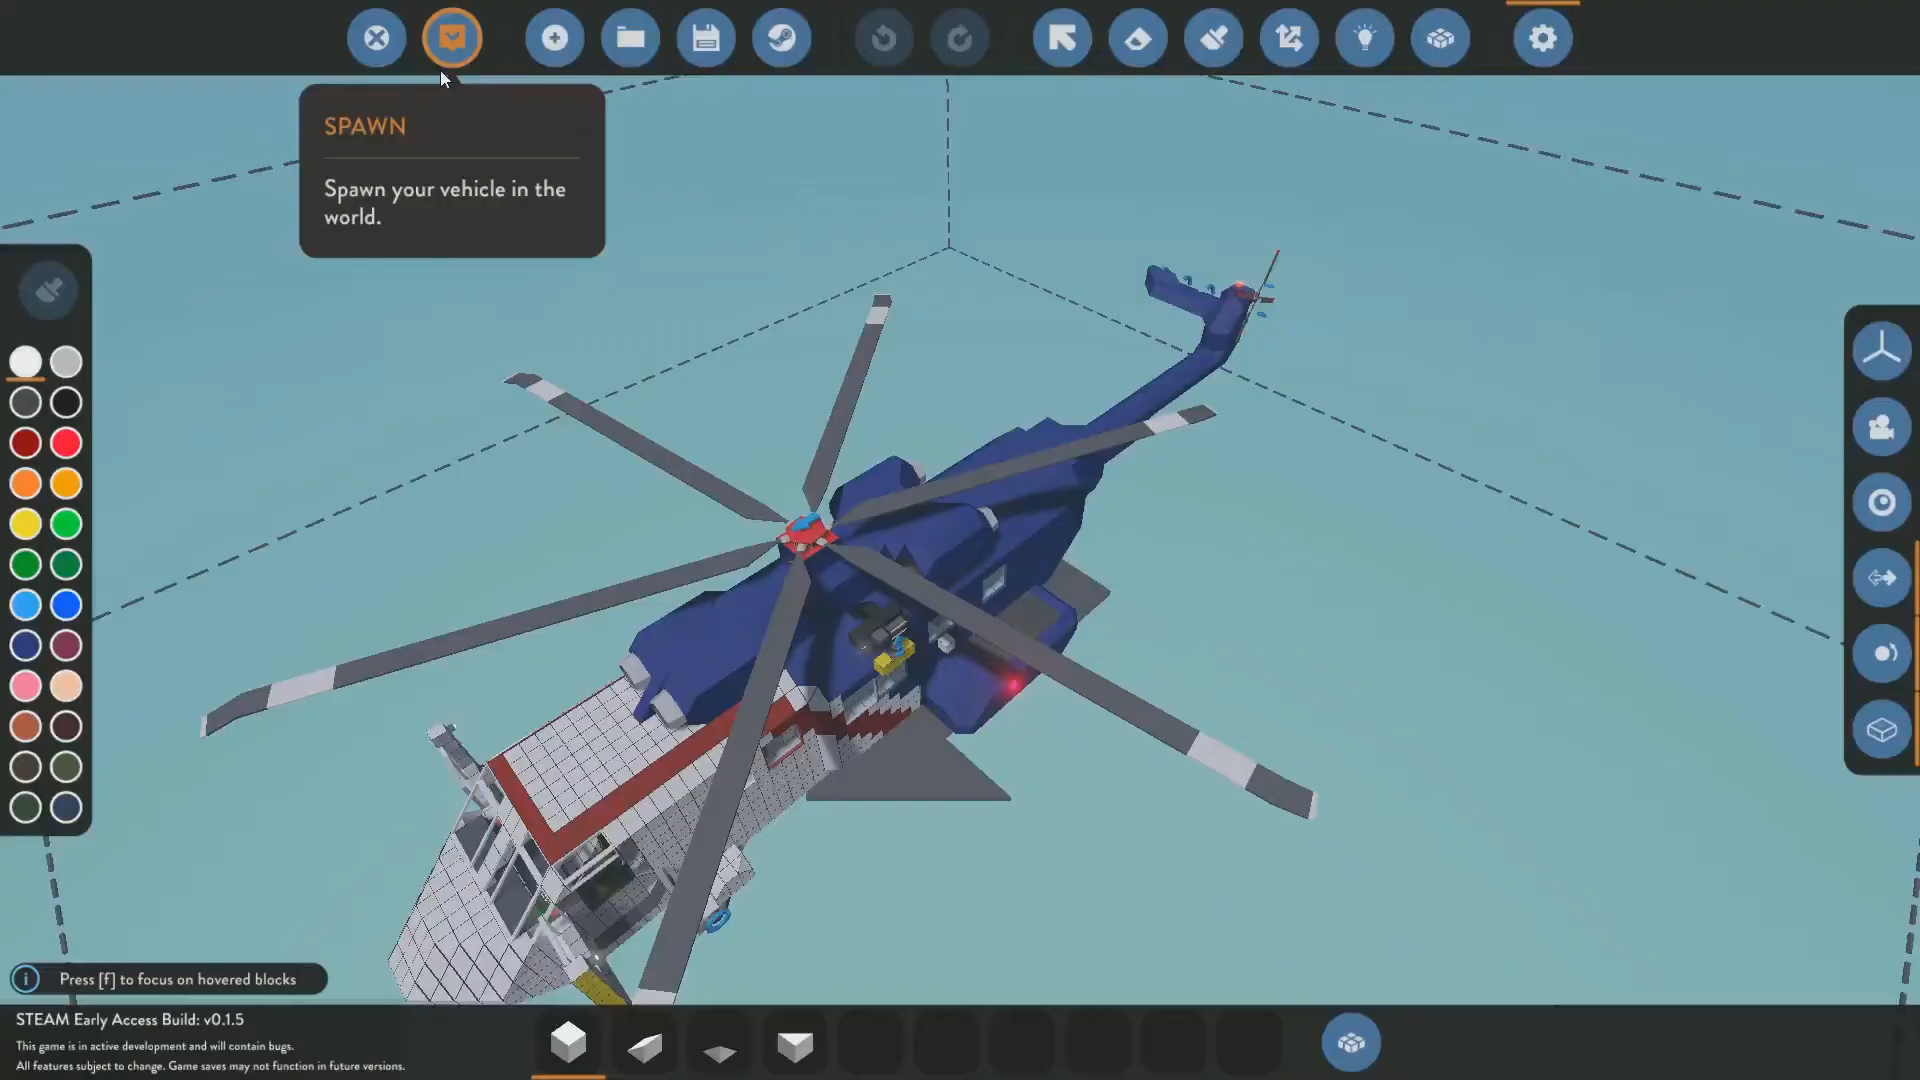 SPAWN
Spawn your vehicle in the
world.
Press [f] to focus on hovered blocks
STEAM Early Access Build: v0.1.5
This game is in active development and will contain bugs.
All features subject to change. Game saves may not function in future versions.